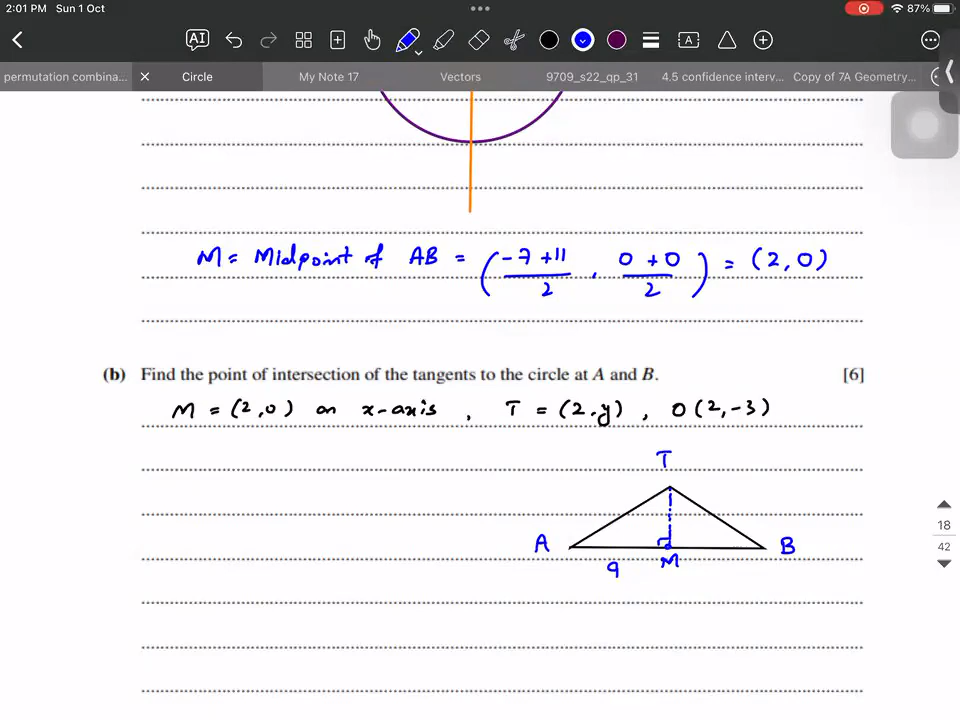 2:01 PM Sun 1 Oct
87%
AI
A
permutation combina...
Circle
My Note 17
Vectors
9709_s22_qp_31
4.5 confidence interv...
Copy of 7A Geometry...
M = Midpoint of AB = (-7+11/2, 0+0/2) = (2,0)
(b) Find the point of intersection of the tangents to the circle at A and B. [6]
M = (2,0) on x-axis, T = (2,y), O(2,-3)
T
A
B
9
M
18
42